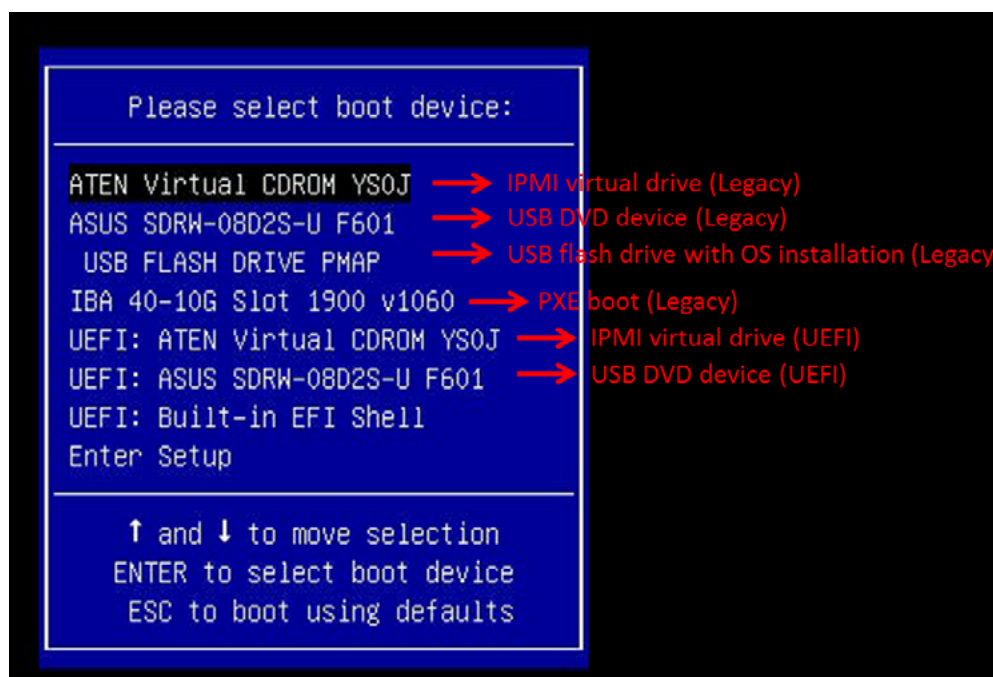 Please select boot device:
ATEN Virtual CDROM YS0J → IPMI virtual drive (Legacy)
ASUS SDRW-08D2S-U F601 → USB DVD device (Legacy)
USB FLASH DRIVE PMAP → USB flash drive with OS installation (Legacy
IBA 40-10G Slot 1900 v1060 → PXE boot (Legacy)
UEFI: ATEN Virtual CDROM YS0J → IPMI virtual drive (UEFI)
UEFI: ASUS SDRW-08D2S-U F601 → USB DVD device (UEFI)
UEFI: Built-in EFI Shell
Enter Setup
↑ and ↓ to move selection
ENTER to select boot device
ESC to boot using defaults